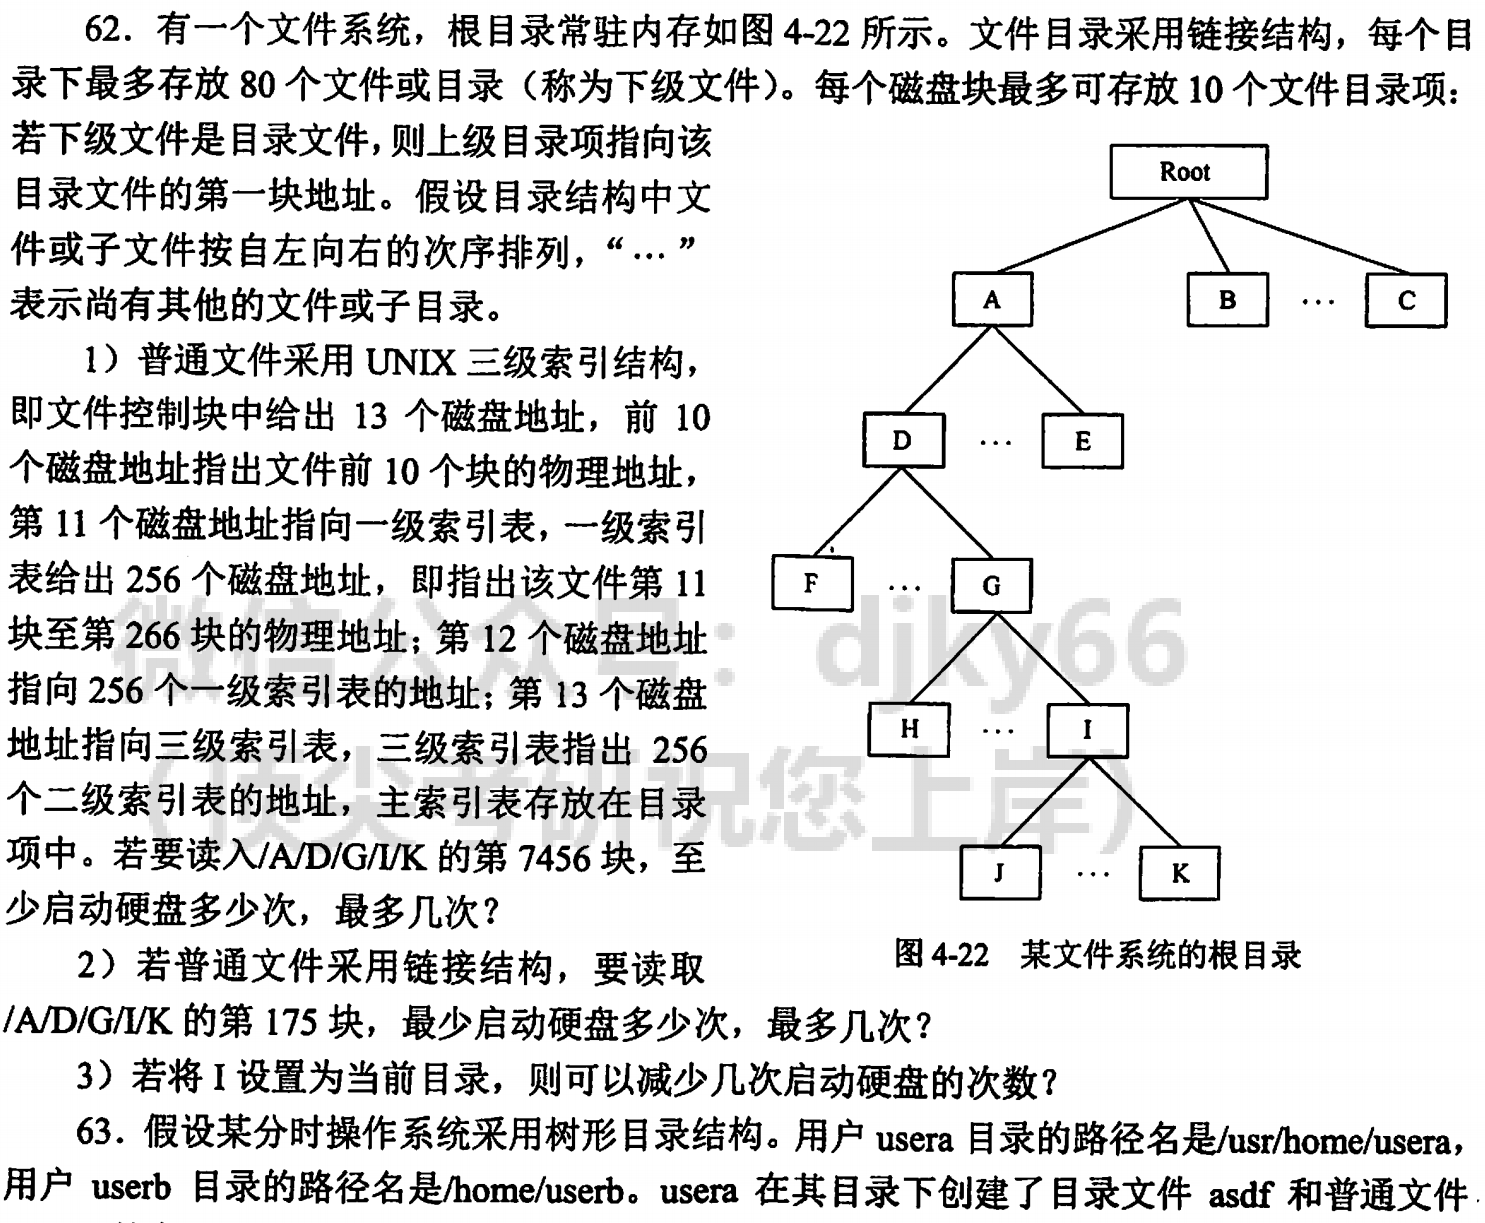 62．有一个文件系统，根目录常驻内存如图 4-22 所示。文件目录采用链接结构，每个目
录下最多存放 80 个文件或目录（称为下级文件）。每个磁盘块最多可存放 10 个文件目录项：
若下级文件是目录文件，则上级目录项指向该
目录文件的第一块地址。假设目录结构中文
件或子文件按自左向右的次序排列，“…”
表示尚有其他的文件或子目录。
1）普通文件采用 UNIX 三级索引结构，
即文件控制块中给出 13 个磁盘地址，前 10
个磁盘地址指出文件前 10 个块的物理地址，
第 11 个磁盘地址指向一级索引表，一级索引
表给出 256 个磁盘地址，即指出该文件第 11
块至第 266 块的物理地址；第 12 个磁盘地址
指向 256 个一级索引表的地址；第 13 个磁盘
地址指向三级索引表，三级索引表指出 256
个二级索引表的地址，主索引表存放在目录
项中。若要读入/A/D/G/I/K 的第 7456 块，至
少启动硬盘多少次，最多几次？
Root
A
B
…
C
D
…
E
F
…
G
H
…
I
J
…
K
图 4-22 某文件系统的根目录
2）若普通文件采用链接结构，要读取
/A/D/G/I/K 的第 175 块，最少启动硬盘多少次，最多几次？
3）若将 I 设置为当前目录，则可以减少几次启动硬盘的次数？
63．假设某分时操作系统采用树形目录结构。用户 usera 目录的路径名是/usr/home/usera，
用户 userb 目录的路径名是/home/userb。usera 在其目录下创建了目录文件 asdf 和普通文件
微信公众号：djky66
（顶尖考研祝您上岸）